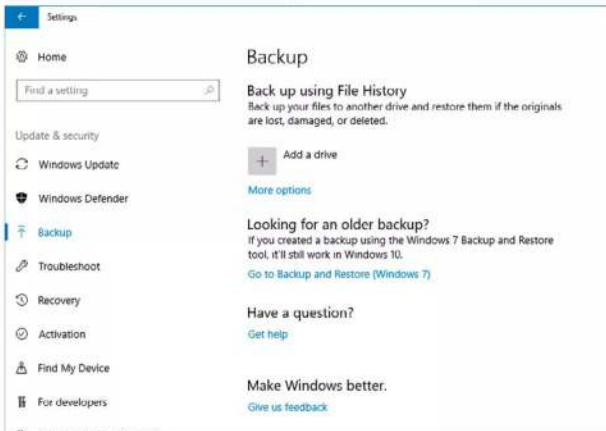 Settings
Home
Find a setting
Update & security
Windows Update
Windows Defender
Backup
Troubleshoot
Recovery
Activation
Find My Device
For developers
Backup
Back up using File History
Back up your files to another drive and restore them if the originals
are lost, damaged, or deleted.
Add a drive
More options
Looking for an older backup?
If you created a backup using the Windows 7 Backup and Restore
tool, it'll still work in Windows 10.
Go to Backup and Restore (Windows 7)
Have a question?
Get help
Make Windows better.
Give us feedback